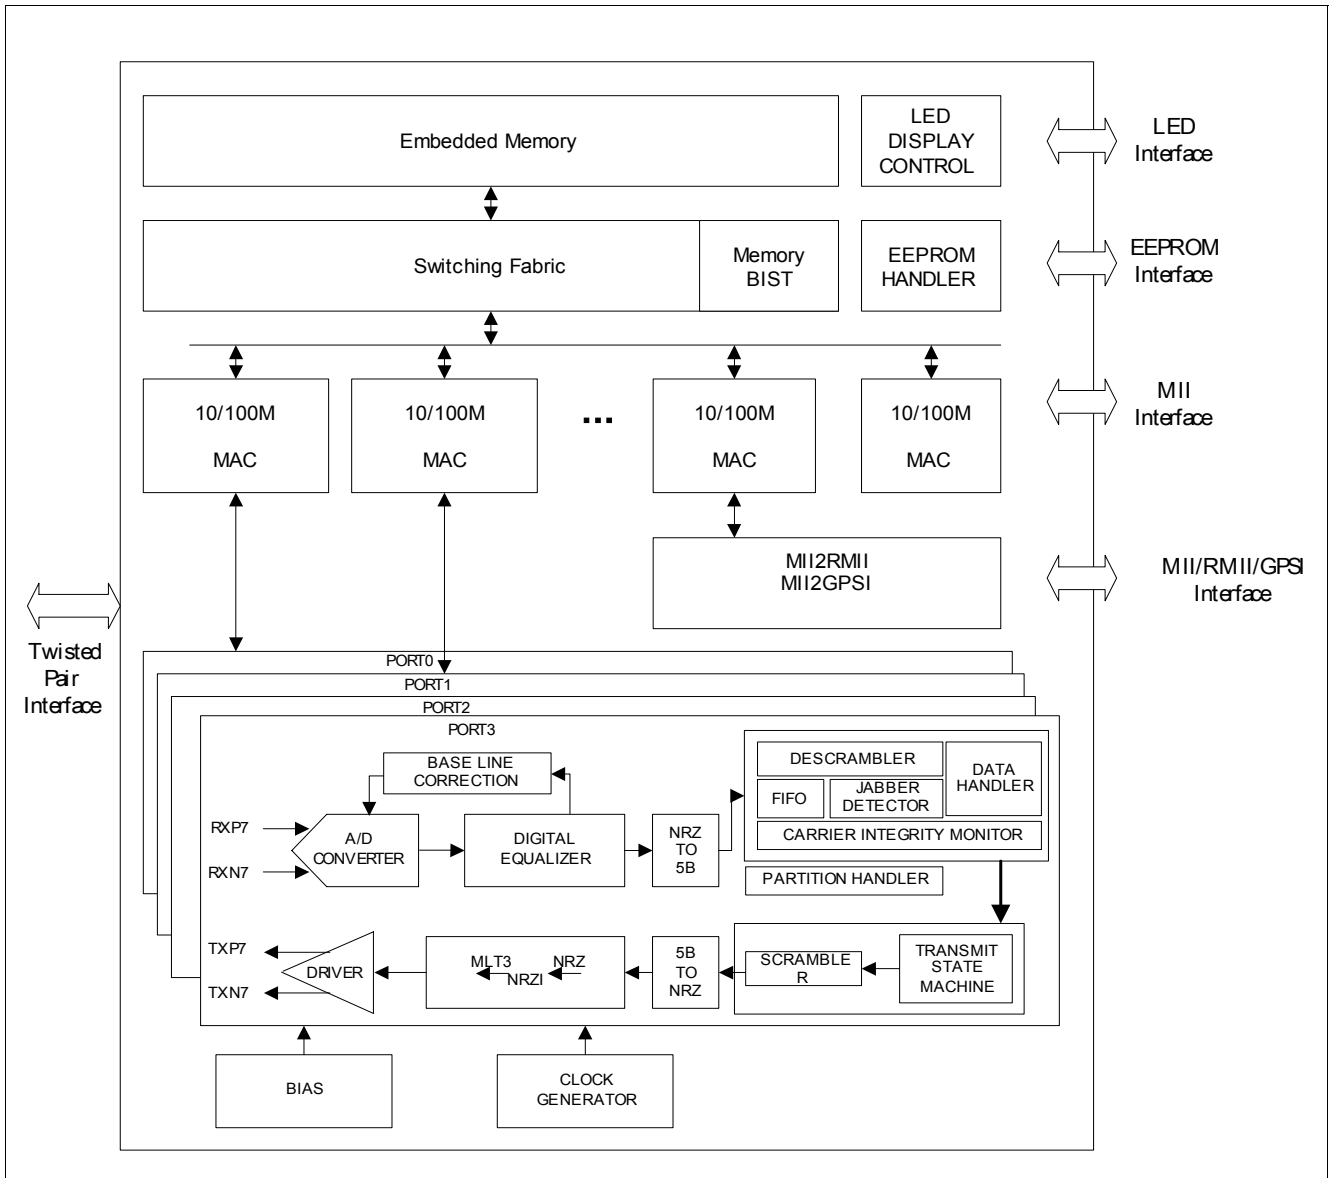 Embedded Memory
LED
DISPLAY
CONTROL
LED
Interface
Switching Fabric
Memory
BIST
EEPROM
HANDLER
EEPROM
Interface
10/100M
MAC
10/100M
MAC
...
10/100M
MAC
10/100M
MAC
MII
Interface
MII2RMII
MII2GPSI
MII/RMII/GPSI
Interface
Twisted
Pair
Interface
PORT0
PORT1
PORT2
PORT3
BASE LINE
CORRECTION
RXP7
RXN7
A/D
CONVERTER
DIGITAL
EQUALIZER
NRZ
TO
5B
DESCRAMBLER
FIFO
JABBER
DETECTOR
DATA
HANDLER
CARRIER INTEGRITY MONITOR
PARTITION HANDLER
TXP7
TXN7
DRIVER
MLT3
NRZI
NRZ
5B
TO
NRZ
SCRAMBLE
R
TRANSMIT
STATE
MACHINE
BIAS
CLOCK
GENERATOR